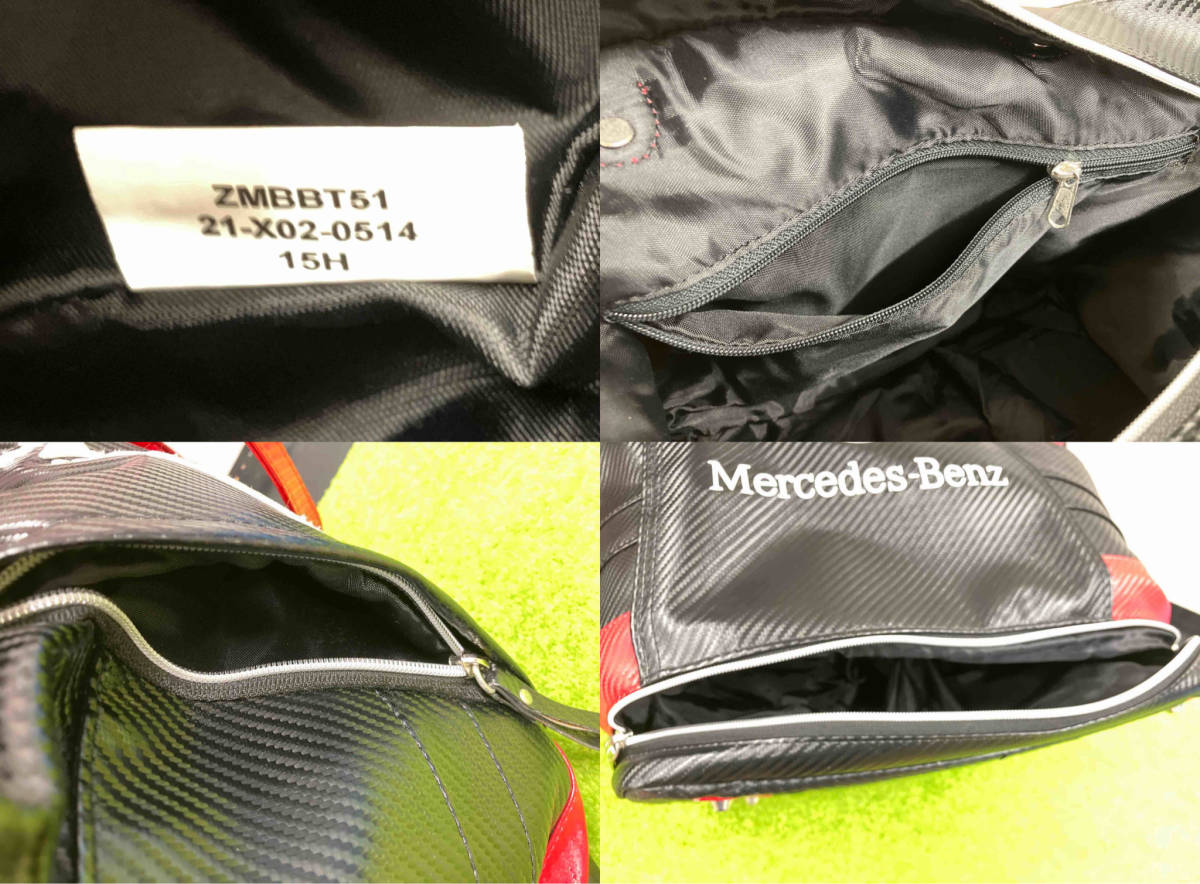 ZMBBT51
21-X02-0514
15H
Mercedes-Benz